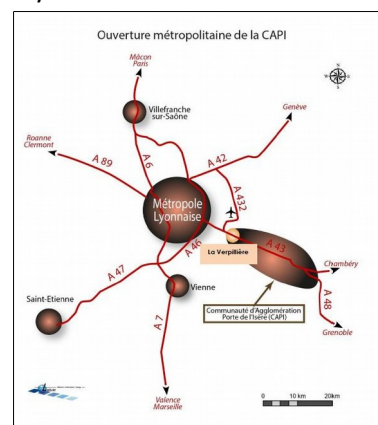 Ouverture métropolitaine de la CAPI
Mâcon
Paris
Villefranche
sur-Saône
Genève
Roanne
Clermont
A 89
A 6
A 42
A 432
Métropole
Lyonnaise
A 46
A 43
La Verpillière
Chambéry
A 47
Vienne
A 48
Saint-Etienne
A 7
Communauté d'Agglomération
Porte de l'Isère (CAPI)
Grenoble
Valence
Marseille
0
10 km
20km